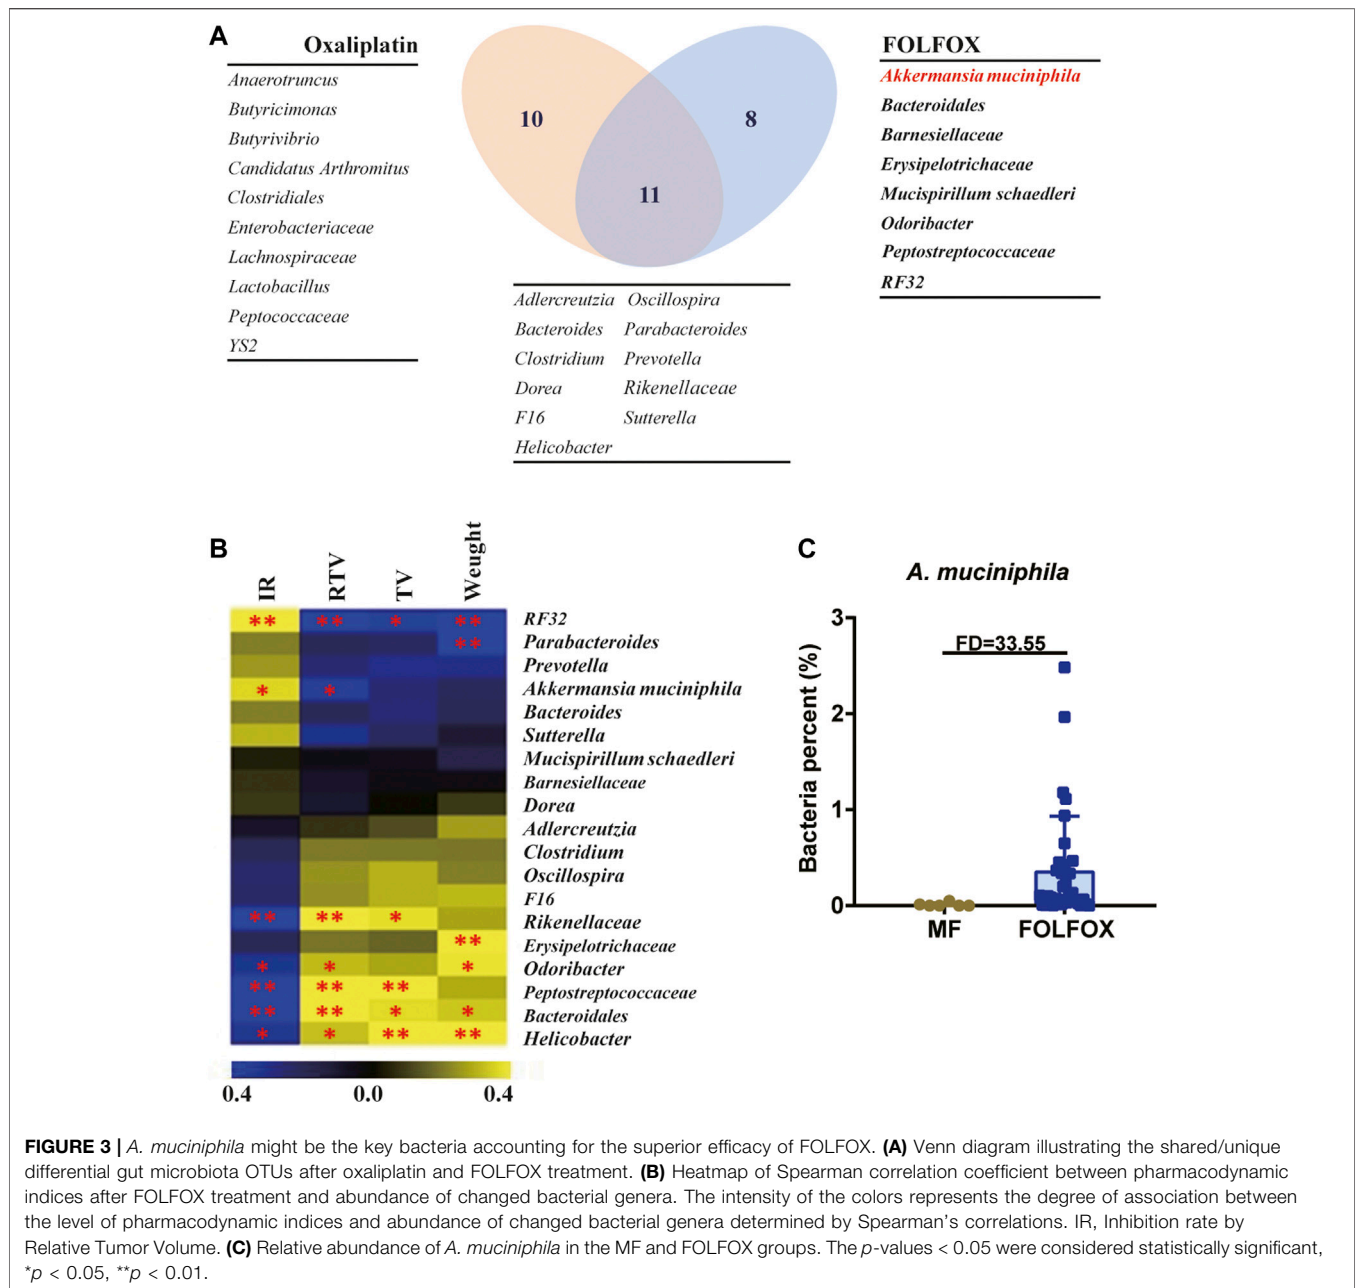 A
Oxaliplatin
Anaerotruncus
Butyricimonas
Butyrivibrio
Candidatus Arthromitus
Clostridiales
Enterobacteriaceae
Lachnospiraceae
Lactobacillus
Peptococcaceae
YS2
10
8
11
FOLFOX
Akkermansia muciniphila
Bacteroidales
Barnesiellaceae
Erysipelotrichaceae
Mucispirillum schaedleri
Odoribacter
Peptostreptococcaceae
RF32
Adlercreutzia Oscillospira
Bacteroides Parabacteroides
Clostridium Prevotella
Dorea Rikenellaceae
F16 Sutterella
Helicobacter
B
IR RTV TV Weught
** ** * ** RF32
** Parabacteroides
Prevotella
* * Akkermansia muciniphila
Bacteroides
Sutterella
Mucispirillum schaedleri
Barnesiellaceae
Dorea
Adlercreutzia
Clostridium
Oscillospira
F16
** ** * Rikenellaceae
** Erysipelotrichaceae
* * * Odoribacter
** ** ** Peptostreptococcaceae
** ** * * Bacteroidales
* * ** ** Helicobacter
0.4 0.0 0.4
C
A. muciniphila
Bacteria percent (%)
3
2
1
0
FD=33.55
MF FOLFOX
FIGURE 3 | A. muciniphila might be the key bacteria accounting for the superior efficacy of FOLFOX. (A) Venn diagram illustrating the shared/unique
differential gut microbiota OTUs after oxaliplatin and FOLFOX treatment. (B) Heatmap of Spearman correlation coefficient between pharmacodynamic
indices after FOLFOX treatment and abundance of changed bacterial genera. The intensity of the colors represents the degree of association between
the level of pharmacodynamic indices and abundance of changed bacterial genera determined by Spearman's correlations. IR, Inhibition rate by
Relative Tumor Volume. (C) Relative abundance of A. muciniphila in the MF and FOLFOX groups. The p-values < 0.05 were considered statistically significant,
*p < 0.05, **p < 0.01.